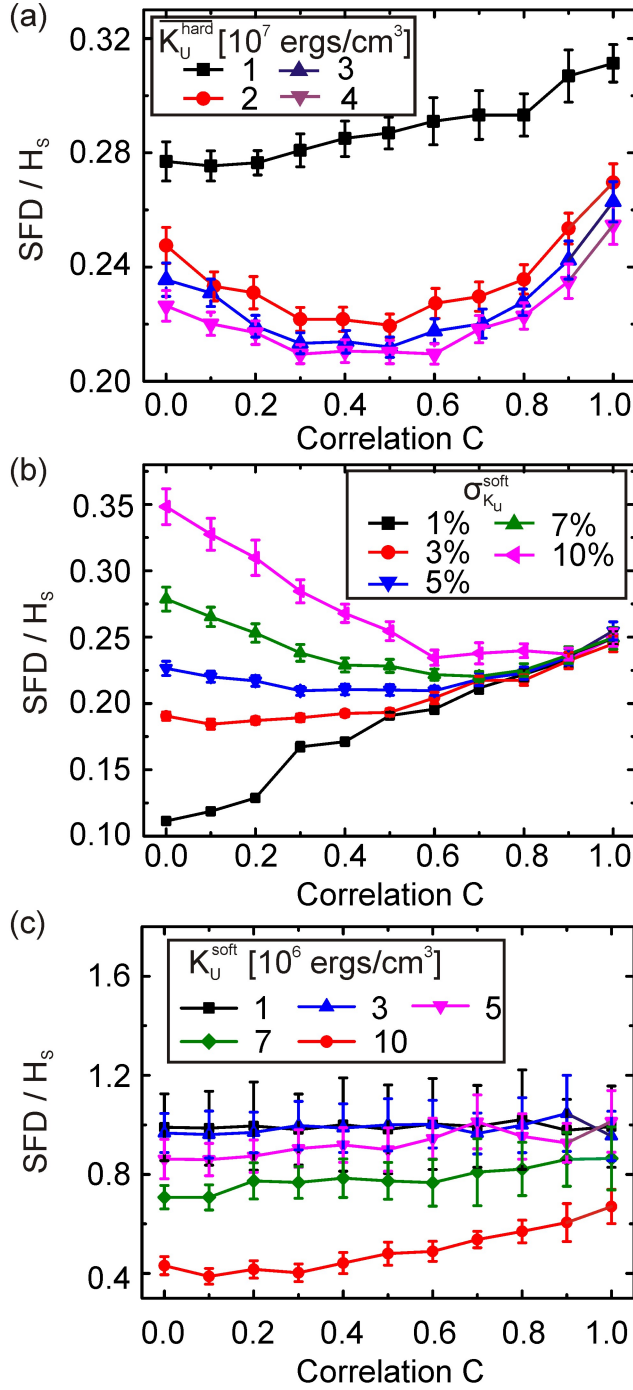 (a)
K_U^hard [10^7 ergs/cm^3]
1 3
2 4
0.32
0.28
0.24
0.20
SFD / H_s
0.0 0.2 0.4 0.6 0.8 1.0
Correlation C
(b)
σ_{K_u}^{soft}
1% 7%
3% 10%
5%
0.35
0.30
0.25
0.20
0.15
0.10
SFD / H_s
0.0 0.2 0.4 0.6 0.8 1.0
Correlation C
(c)
K_U^soft [10^6 ergs/cm^3]
1 3 5
7 10
1.6
1.2
0.8
0.4
SFD / H_s
0.0 0.2 0.4 0.6 0.8 1.0
Correlation C